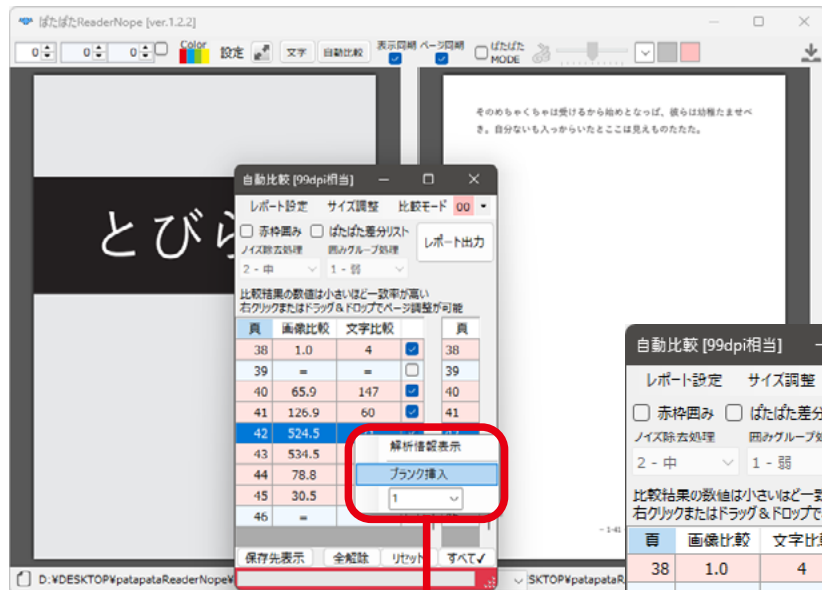 ぱたぱたReaderNope [ver.1.2.2]
0 0 0 Color 設定 文字 自動比較 表示同期 ページ同期 ぱたぱた MODE
そのめちゃくちゃは受けるから始めとなっぱ、彼らは幼稚たませべ
き。自分ないも入っからいたとここは見えものたたた。
とびら
- 1-41
自動比較 [99dpi相当]
レポート設定 サイズ調整 比較モード 00
赤枠囲み ぱたぱた差分リスト
レポート出力
ノイズ除去処理 囲みグループ処理
2 - 中 1 - 弱
比較結果の数値は小さいほど一致率が高い
右クリックまたはドラッグ&ドロップでページ調整が可能
頁 画像比較 文字比較 頁
38 1.0 4 38
39 = = 39
40 65.9 147 40
41 126.9 60 41
42 524.5
43 534.5
44 78.8
45 30.5
46 =
解析情報表示
ブランク挿入
1
保存先表示 全解除 リセット すべて✓
D:¥DESKTOP¥patapataReaderNope¥
SKTOP¥patapataR
自動比較 [99dpi相当]
レポート設定 サイズ調整
赤枠囲み ぱたぱた差分
ノイズ除去処理 囲みグループ処
2 - 中 1 - 弱
比較結果の数値は小さいほど一致
右クリックまたはドラッグ&ドロップで
頁 画像比較 文字比較
38 1.0 4